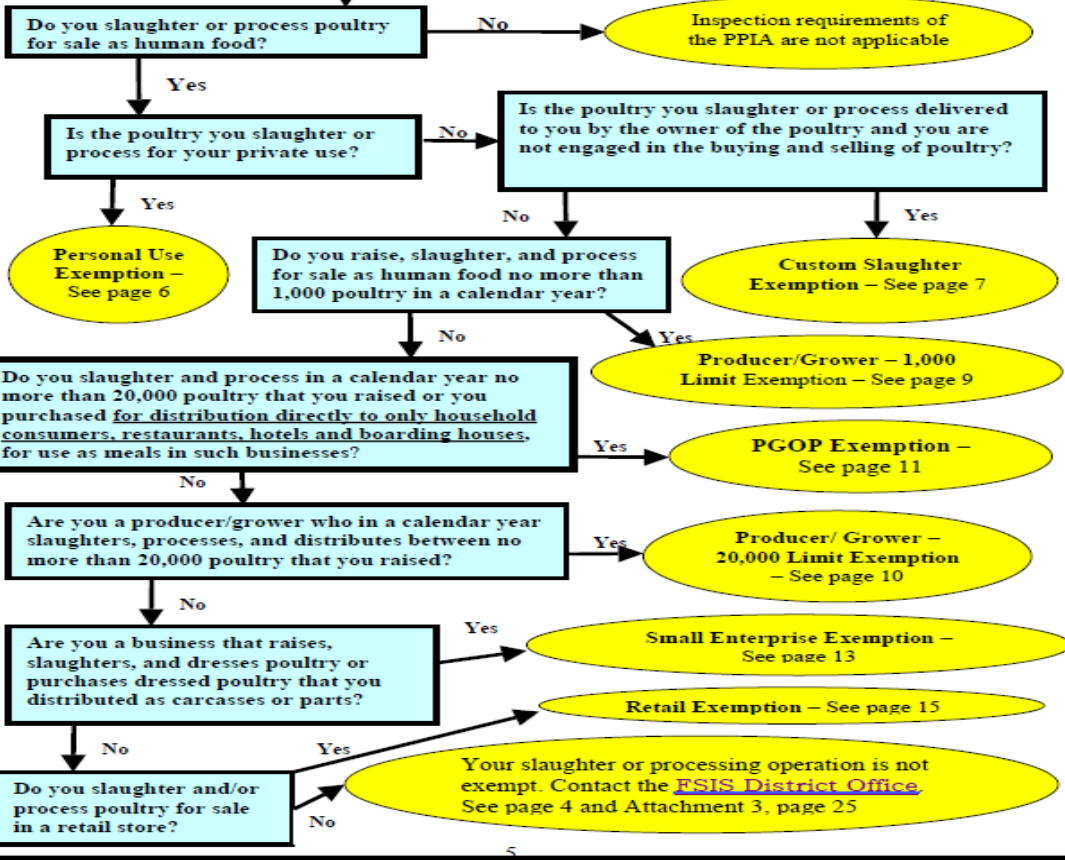 Do you slaughter or process poultry
for sale as human food?
No
Inspection requirements of
the PPIA are not applicable
Yes
Is the poultry you slaughter or
process for your private use?
No
Is the poultry you slaughter or process delivered
to you by the owner of the poultry and you are
not engaged in the buying and selling of poultry?
Yes
No
Yes
Personal Use
Exemption –
See page 6
Do you raise, slaughter, and process
for sale as human food no more than
1,000 poultry in a calendar year?
Custom Slaughter
Exemption – See page 7
No
Yes
Producer/Grower – 1,000
Limit Exemption – See page 9
Do you slaughter and process in a calendar year no
more than 20,000 poultry that you raised or you
purchased for distribution directly to only household
consumers, restaurants, hotels and boarding houses,
for use as meals in such businesses?
Yes
PGOP Exemption –
See page 11
No
Are you a producer/grower who in a calendar year
slaughters, processes, and distributes between no
more than 20,000 poultry that you raised?
Yes
Producer/ Grower –
20,000 Limit Exemption
– See page 10
No
Are you a business that raises,
slaughters, and dresses poultry or
purchases dressed poultry that you
distributed as carcasses or parts?
Yes
Small Enterprise Exemption –
See page 13
No
Yes
Retail Exemption – See page 15
Do you slaughter and/or
process poultry for sale
in a retail store?
No
Your slaughter or processing operation is not
exempt. Contact the FSIS District Office.
See page 4 and Attachment 3, page 25
5